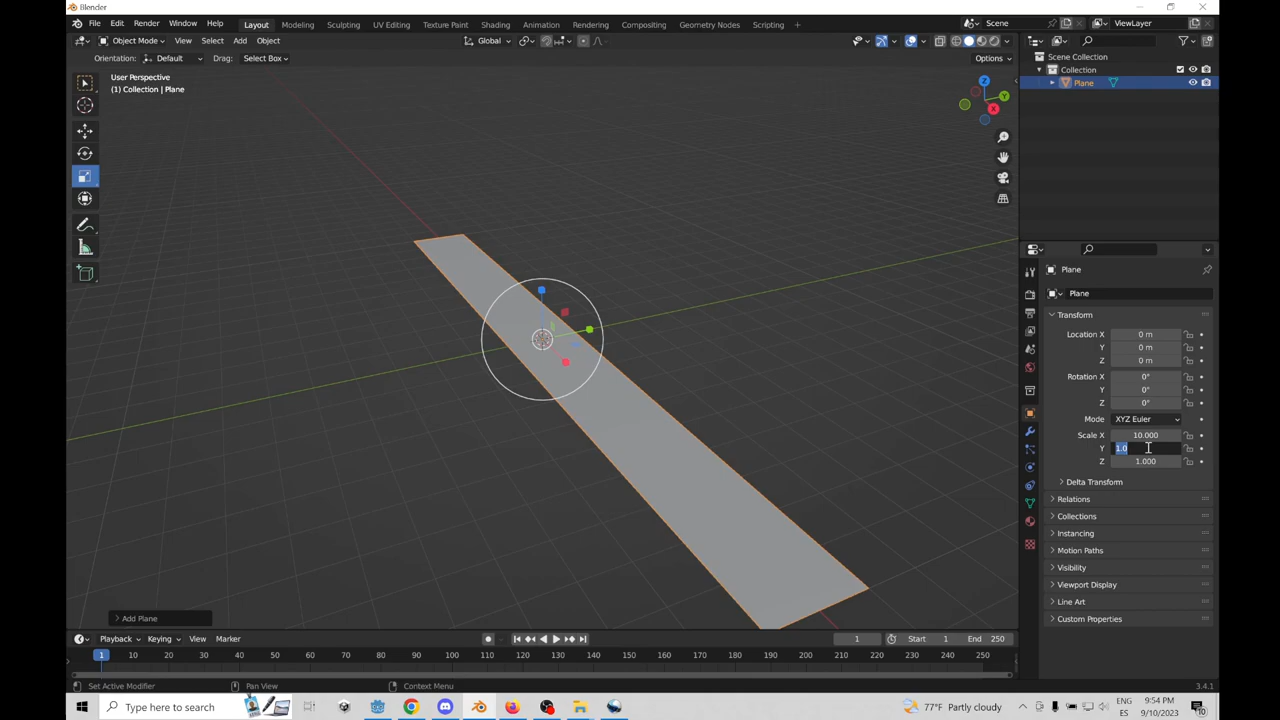 Blender
File Edit Render Window Help Layout Modeling Sculpting UV Editing Texture Paint Shading Animation Rendering Compositing Geometry Nodes Scripting + Scene ViewLayer
Object Mode View Select Add Object Global
Orientation: Default Drag: Select Box Options
User Perspective
(1) Collection | Plane
Z
Y
X
Scene Collection
Collection
Plane
Plane
Plane
Transform
Location X 0 m
Y 0 m
Z 0 m
Rotation X 0°
Y 0°
Z 0°
Mode XYZ Euler
Scale X 10.000
Y 1.0
Z 1.000
Delta Transform
Relations
Collections
Instancing
Motion Paths
Visibility
Viewport Display
Line Art
Custom Properties
Add Plane
Playback Keying View Marker 1 Start 1 End 250
1 10 20 30 40 50 60 70 80 90 100 110 120 130 140 150 160 170 180 190 200 210 220 230 240 250
Set Active Modifier Pan View Context Menu 3.4.1
Type here to search 77°F Partly cloudy ENG 9:54 PM
ES 9/10/2023 10